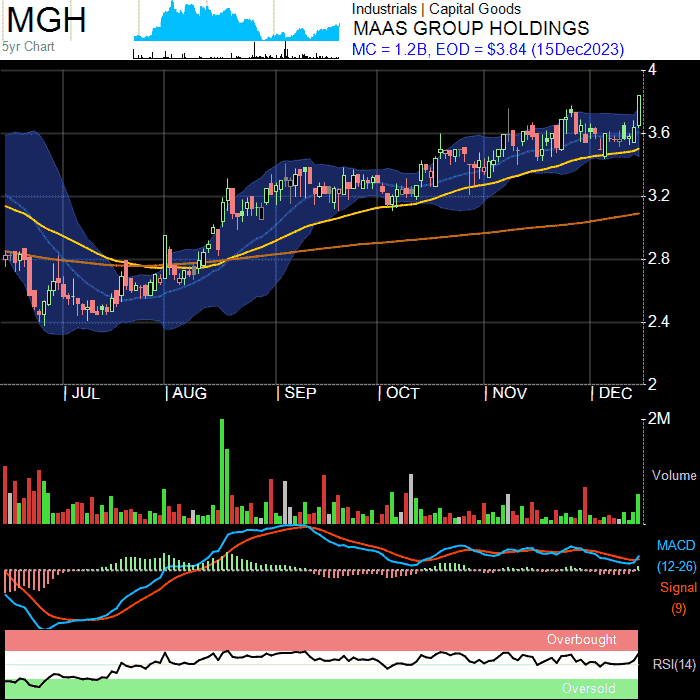 MGH
5yr Chart
Industrials | Capital Goods
MAAS GROUP HOLDINGS
MC = 1.2B, EOD = $3.84 (15Dec2023)
4
3.6
3.2
2.8
2.4
2
| JUL | AUG | SEP | OCT | NOV | DEC
2M
Volume
MACD
(12-26)
Signal
(9)
Overbought
RSI(14)
Oversold